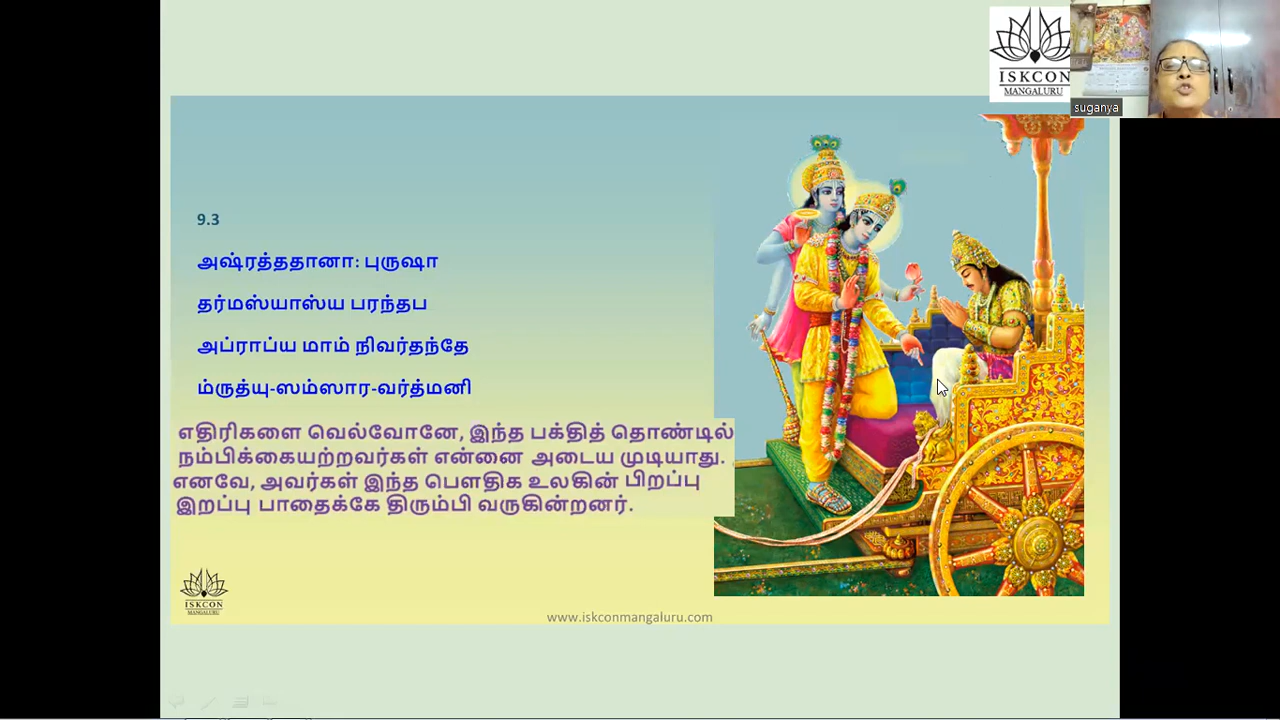 ISKCON
MANGALURU
suganya
9.3
அஷ்ரத்ததானா: புருஷா
தர்மஸ்யாஸ்ய பரந்தப
அப்ராப்ய மாம் நிவர்தந்தே
ம்ருத்யு-ஸம்ஸார-வர்த்மனி
எதிரிகளை வெல்வோனே, இந்த பக்தித் தொண்டில்
நம்பிக்கையற்றவர்கள் என்னை அடைய முடியாது.
எனவே, அவர்கள் இந்த பௌதிக உலகின் பிறப்பு
இறப்பு பாதைக்கே திரும்பி வருகின்றனர்.
ISKCON
MANGALURU
www.iskconmangaluru.com